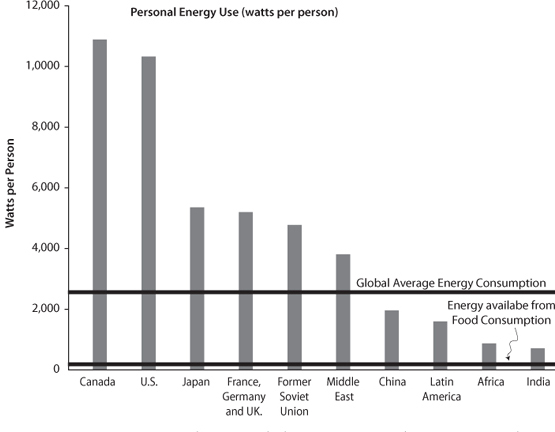 Personal Energy Use (watts per person)
12,000
1,0000
8,000
6,000
4,000
2,000
0
Watts per Person
Global Average Energy Consumption
Energy availabe from
Food Consumption
Canada
U.S.
Japan
France,
Germany
and UK.
Former
Soviet
Union
Middle
East
China
Latin
America
Africa
India